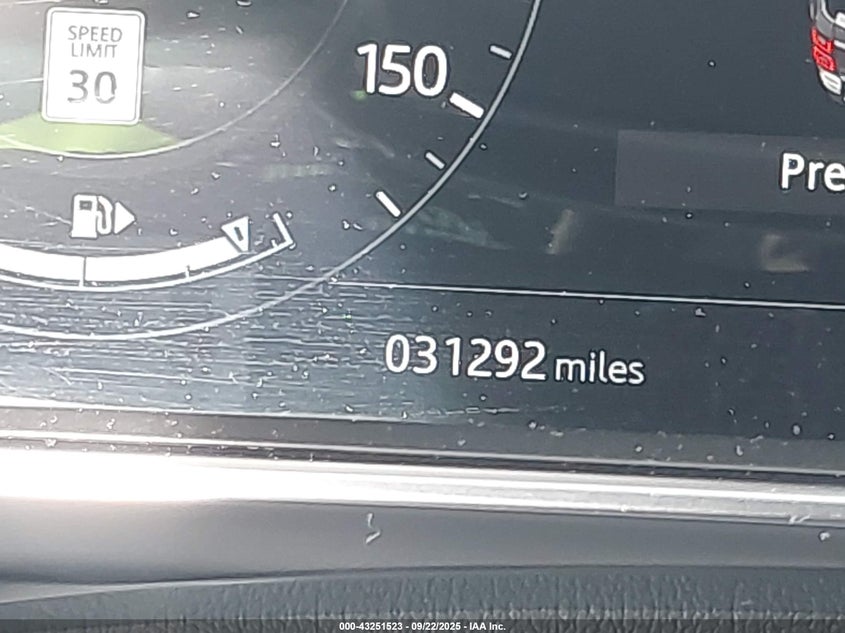 SPEED
LIMIT
30
150
Pre
031292 miles
000-43251523 - 09/22/2025 - IAA Inc.